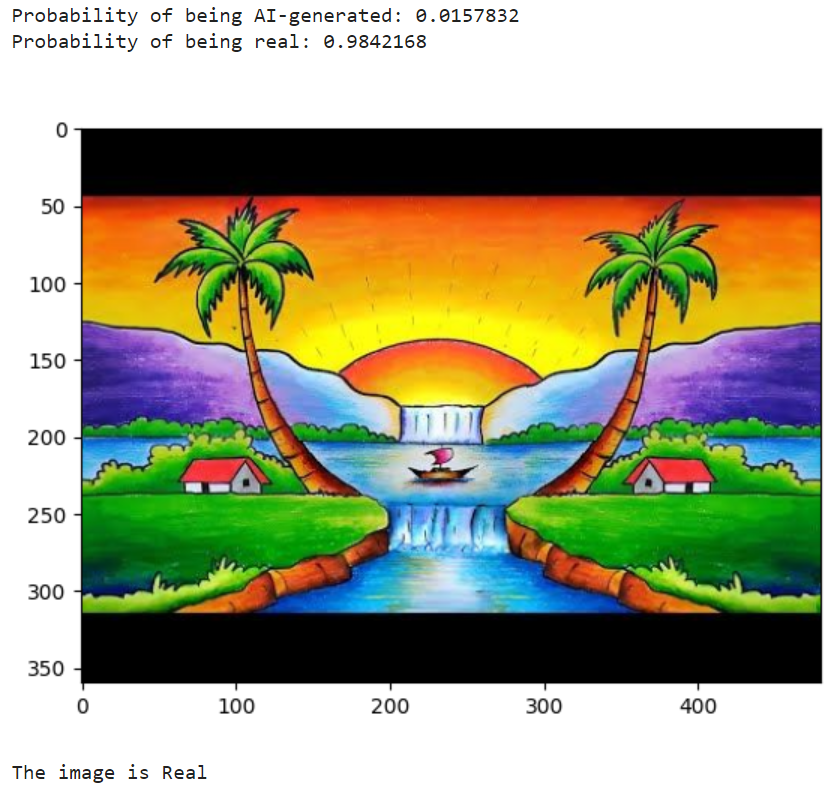 Probability of being AI-generated: 0.0157832
Probability of being real: 0.9842168
0
50
100
150
200
250
300
350
0 100 200 300 400
The image is Real